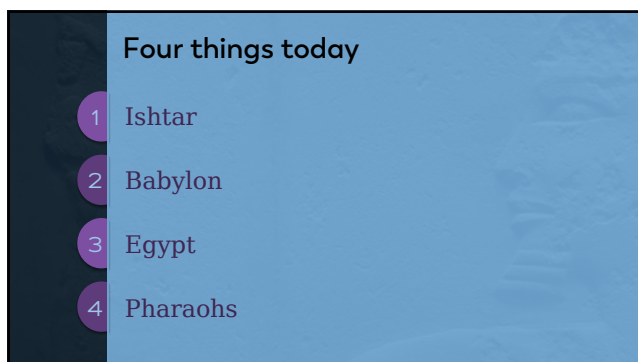 Four things today
1 Ishtar
2 Babylon
3 Egypt
4 Pharaohs